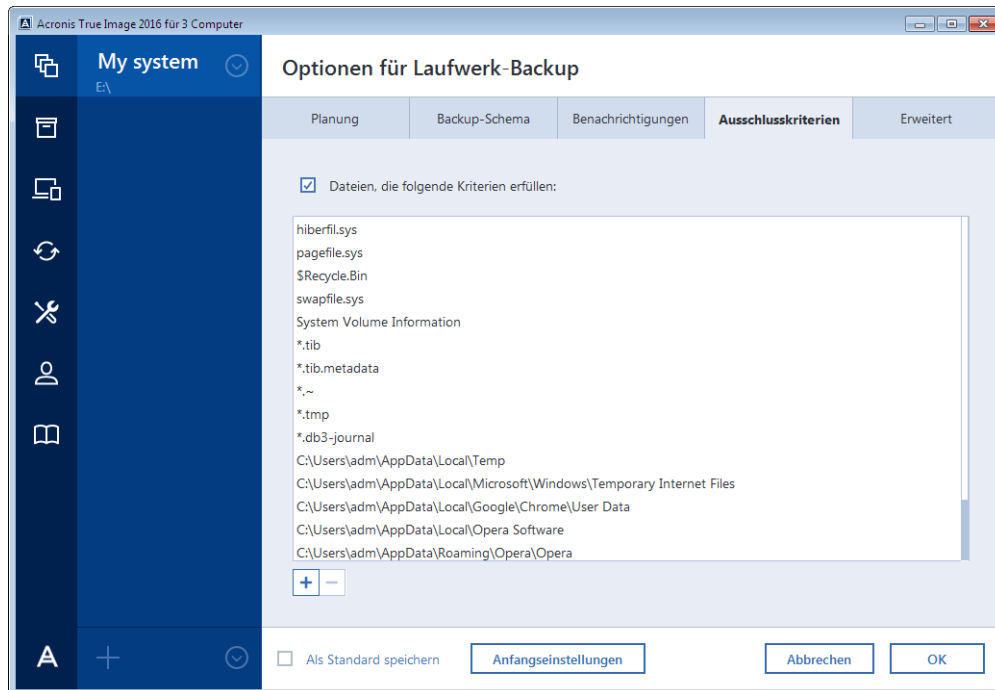 Acronis True Image 2016 für 3 Computer
My system
E:\
Optionen für Laufwerk-Backup
Planung
Backup-Schema
Benachrichtigungen
Ausschlusskriterien
Erweitert
Dateien, die folgende Kriterien erfüllen:
hiberfil.sys
pagefile.sys
$Recycle.Bin
swapfile.sys
System Volume Information
*.tib
*.tib.metadata
*.~
*.tmp
*.db3-journal
C:\Users\adm\AppData\Local\Temp
C:\Users\adm\AppData\Local\Microsoft\Windows\Temporary Internet Files
C:\Users\adm\AppData\Local\Google\Chrome\User Data
C:\Users\adm\AppData\Local\Opera Software
C:\Users\adm\AppData\Roaming\Opera\Opera
Als Standard speichern
Anfangseinstellungen
Abbrechen
OK